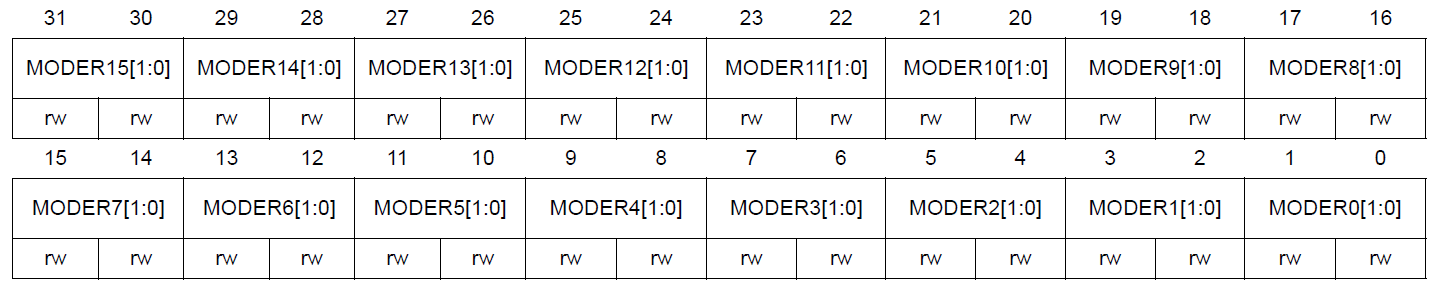 31 30 29 28 27 26 25 24 23 22 21 20 19 18 17 16
MODER15[1:0] MODER14[1:0] MODER13[1:0] MODER12[1:0] MODER11[1:0] MODER10[1:0] MODER9[1:0] MODER8[1:0]
rw rw rw rw rw rw rw rw rw rw rw rw rw rw rw rw
15 14 13 12 11 10 9 8 7 6 5 4 3 2 1 0
MODER7[1:0] MODER6[1:0] MODER5[1:0] MODER4[1:0] MODER3[1:0] MODER2[1:0] MODER1[1:0] MODER0[1:0]
rw rw rw rw rw rw rw rw rw rw rw rw rw rw rw rw